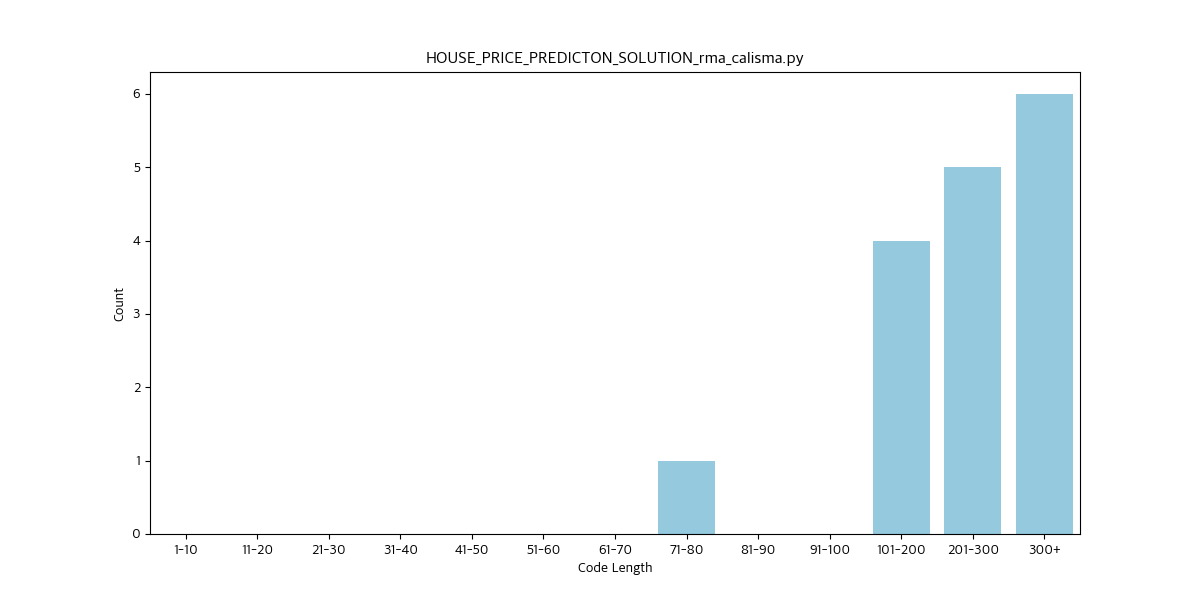 HOUSE_PRICE_PREDICTON_SOLUTION_rma_calisma.py
6
5
4
3
2
1
0
Count
1-10 11-20 21-30 31-40 41-50 51-60 61-70 71-80 81-90 91-100 101-200 201-300 300+
Code Length